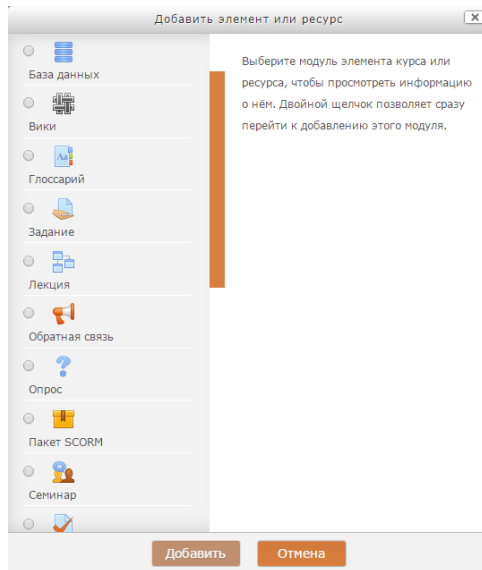 Добавить элемент или ресурс
База данных
Вики
Aa
Глоссарий
Задание
Лекция
Обратная связь
?
Опрос
Пакет SCORM
Семинар
Выберите модуль элемента курса или
ресурса, чтобы просмотреть информацию
о нём. Двойной щелчок позволяет сразу
перейти к добавлению этого модуля.
Добавить
Отмена